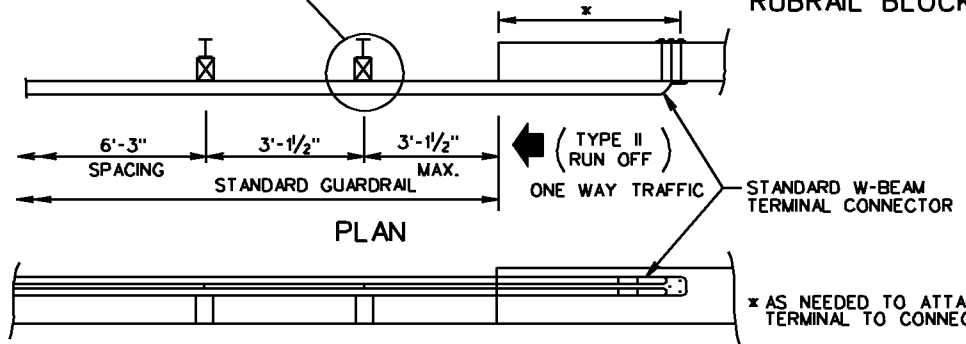 RUBRAIL BLOCK
*
6'-3"
SPACING
3'-1½"
3'-1½"
MAX.
STANDARD GUARDRAIL
(TYPE II
RUN OFF)
ONE WAY TRAFFIC
STANDARD W-BEAM
TERMINAL CONNECTOR
PLAN
* AS NEEDED TO ATTA
TERMINAL TO CONNEC